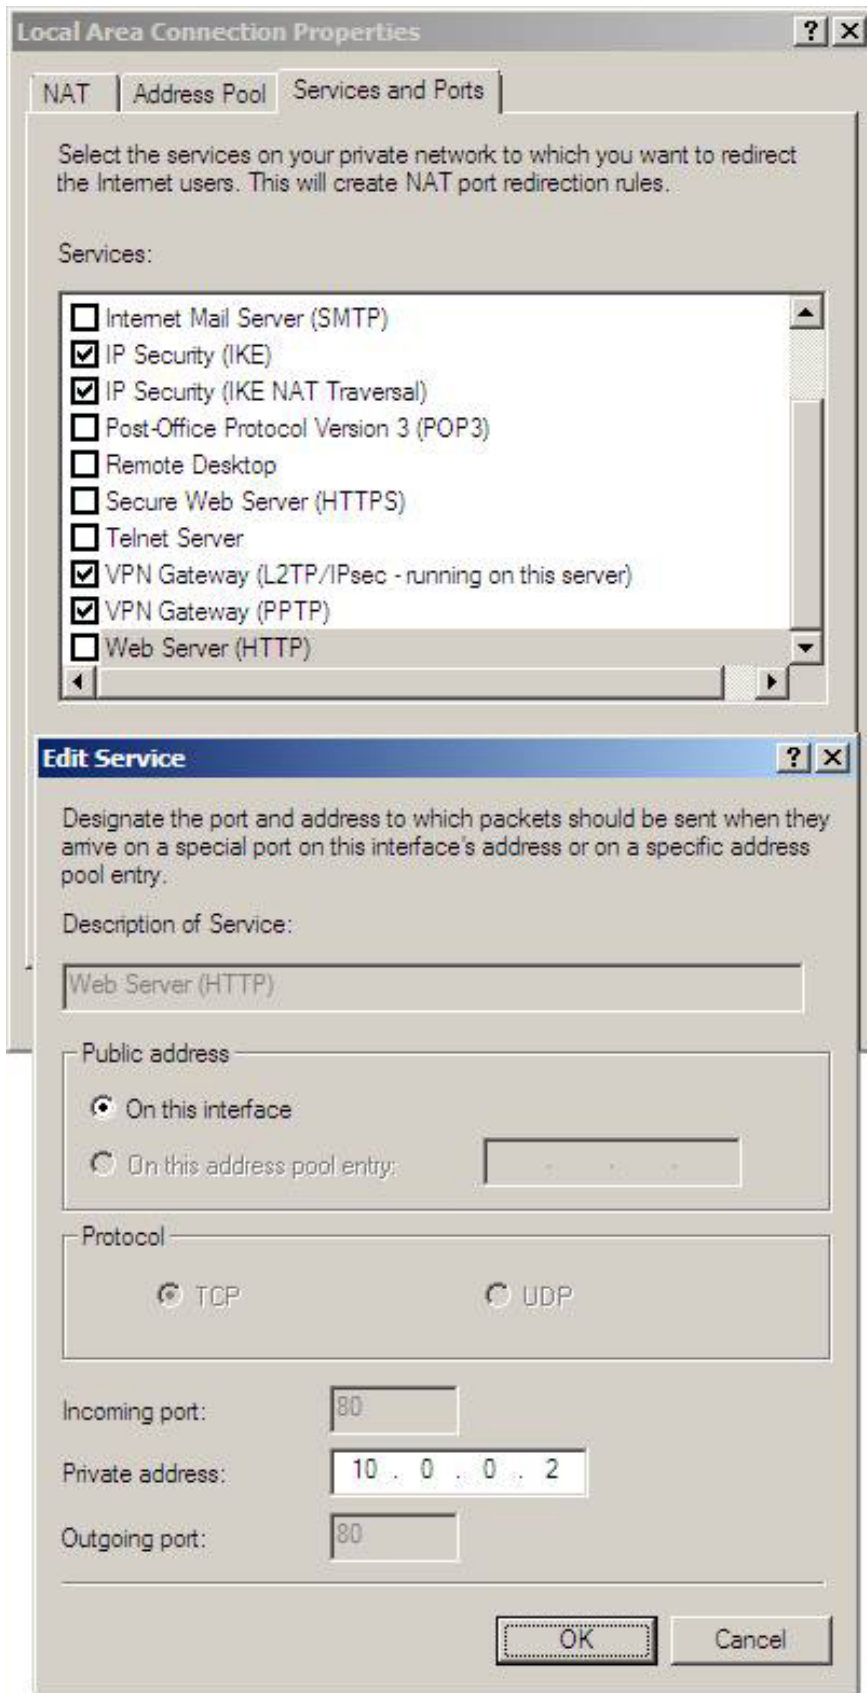 Local Area Connection Properties
NAT Address Pool Services and Ports
Select the services on your private network to which you want to redirect
the Internet users. This will create NAT port redirection rules.
Services:
Internet Mail Server (SMTP)
IP Security (IKE)
IP Security (IKE NAT Traversal)
Post-Office Protocol Version 3 (POP3)
Remote Desktop
Secure Web Server (HTTPS)
Telnet Server
VPN Gateway (L2TP/IPsec - running on this server)
VPN Gateway (PPTP)
Web Server (HTTP)
Edit Service
Designate the port and address to which packets should be sent when they
arrive on a special port on this interface's address or on a specific address
pool entry.
Description of Service:
Web Server (HTTP)
Public address
On this interface
On this address pool entry:
Protocol
TCP UDP
Incoming port: 80
Private address: 10 . 0 . 0 . 2
Outgoing port: 80
OK Cancel